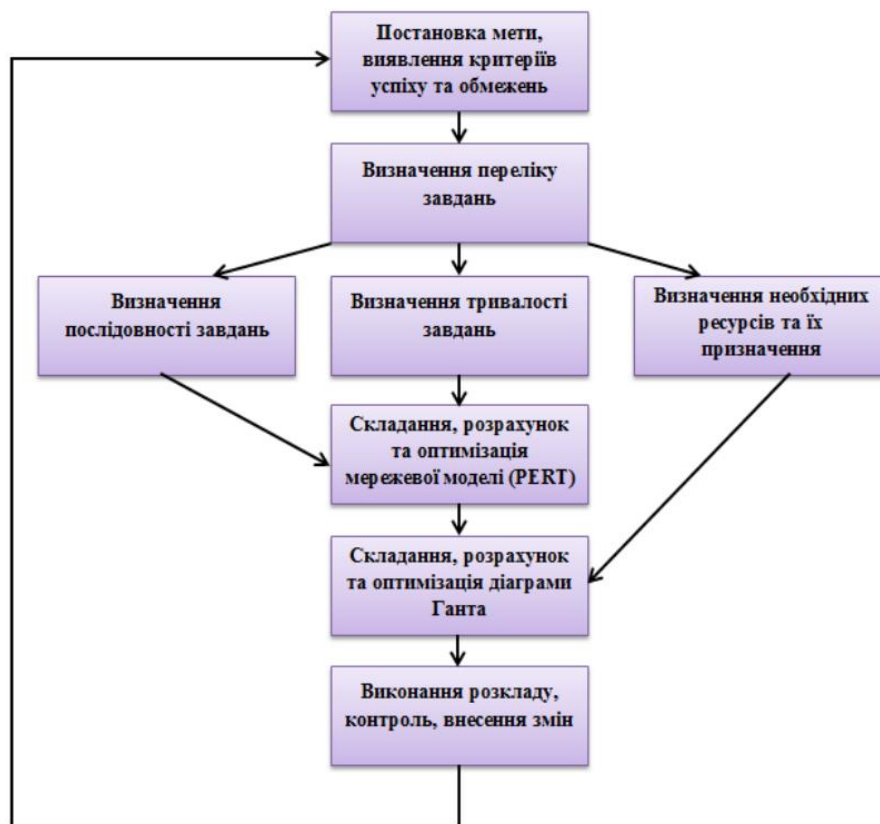 Постановка мети,
виявлення критеріїв
успіху та обмежень
Визначення переліку
завдань
Визначення
послідовності завдань
Визначення тривалості
завдань
Визначення необхідних
ресурсів та їх
призначення
Складання, розрахунок
та оптимізація
мережевої моделі (PERT)
Складання, розрахунок
та оптимізація діаграми
Ганта
Виконання розкладу,
контроль, внесення змін